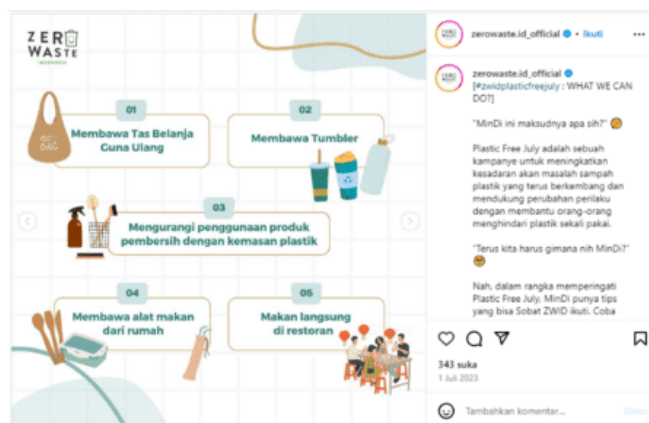 ZERO
WASTE
INDONESIA
01
Membawa Tas Belanja
Guna Ulang
02
Membawa Tumbler
03
Mengurangi penggunaan produk
pembersih dengan kemasan plastik
04
Membawa alat makan
dari rumah
05
Makan langsung
di restoran
zerowaste.id_official • Ikuti
zerowaste.id_official
[#zwidplasticfreejuly : WHAT WE CAN
DO?]
"MinDi ini maksudnya apa sih?"
Plastic Free July adalah sebuah
kampanye untuk meningkatkan
kesadaran akan masalah sampah
plastik yang terus berkembang dan
mendukung perubahan perilaku
dengan membantu orang-orang
menghindari plastik sekali pakai.
"Terus kita harus gimana nih MinDi?"
Nah, dalam rangka memperingati
Plastic Free July, MinDi punya tips
yang bisa Sobat ZWID ikuti. Coba
343 suka
1 Juli 2023
Tambahkan komentar...